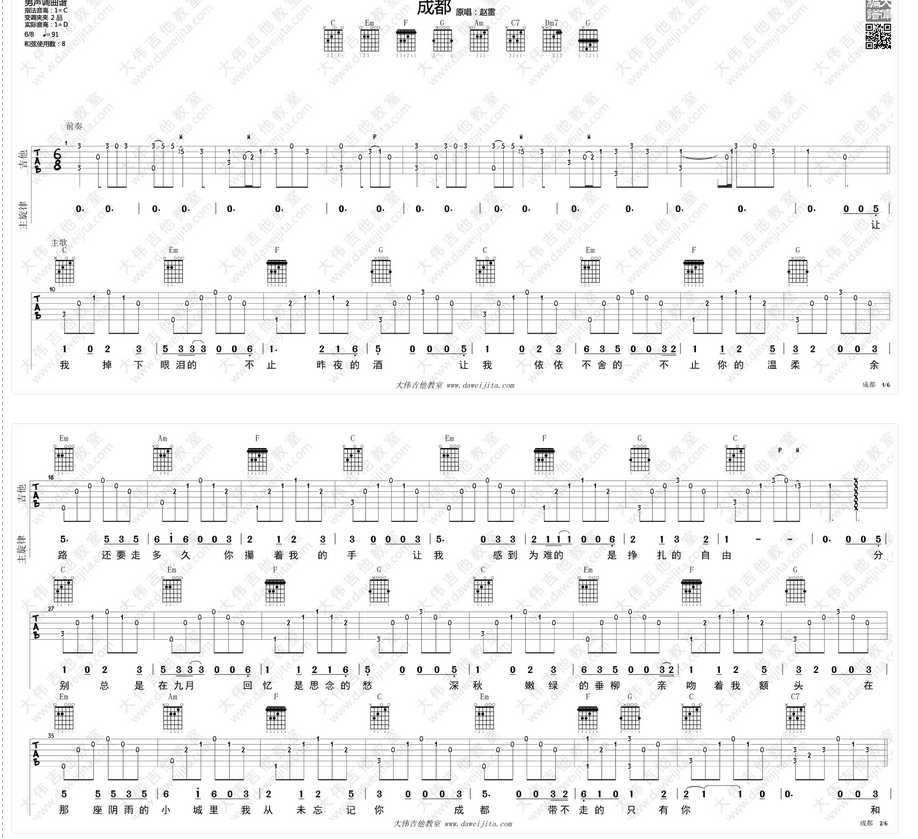 男声调曲谱
指法音高：1=C
变调夹夹 2 品
实际音高：1=D
6/8 ♩=91
和弦使用数：8
成都 原唱：赵雷
C Em F G Am C7 Dm7 G
前奏
吉他
主旋律
0. 0. 0. 0. 0. 0. 0. 0. 0. 0. 0. 0. 0. 0. 0. 0. 0. 0 0 5
让
主歌
C Em F G C Em F G
1 0 2 3 5 3 3 3 0 0 6 1. 2 1 6 5 0 0 0 5 1 0 2 3 6 3 5 0 0 3 2 1 1 2 5 3 2 0 0 3
我 掉 下 眼 泪的 不 止 昨夜的 酒 让 我 依 依 不 舍 的 不 止 你 的 温 柔 余
大伟吉他教室 www.daweijita.com
成都 1/6
Em Am F C Em F G C
吉他
主旋律
5. 5 3 5 6 i 6 0 0 3 2 1 1 2 3 0 0 3 5. 0 3 3 2 1 1 1 0 0 6 2 1 3 2 1 - - 0. 0 0 5
路 还要走 多 久 你 攥 着 我 的 手 让 我 感 到 为 难的 是 挣 扎 的 自 由 分
C Em F G C Em F G
1 0 2 3 5 3 3 3 0 0 6 1 1 2 1 6 5 0 0 0 5 1 0 2 3 6 3 5 0 0 3 2 1 1 2 5 3 2 0 0 3
别 总 是 在 九月 回 忆 是 思 念 的 愁 深 秋 嫩 绿 的 垂 柳 亲 吻 着 我 额 头 在
Em Am F C Em F G C C7
5 5 5 3 5 6 i 6 0 3 2 1 1 2 3 0 0 3 5 0 0 3 3 2 1 1 0 6 2 2 1 1 0 0. 0 0 3
那 座 阴 雨 的 小 城 里 我 从 未 忘 记 你 成 都 带不 走 的 只 有 你 和
大伟吉他教室 www.daweijita.com
成都 2/6